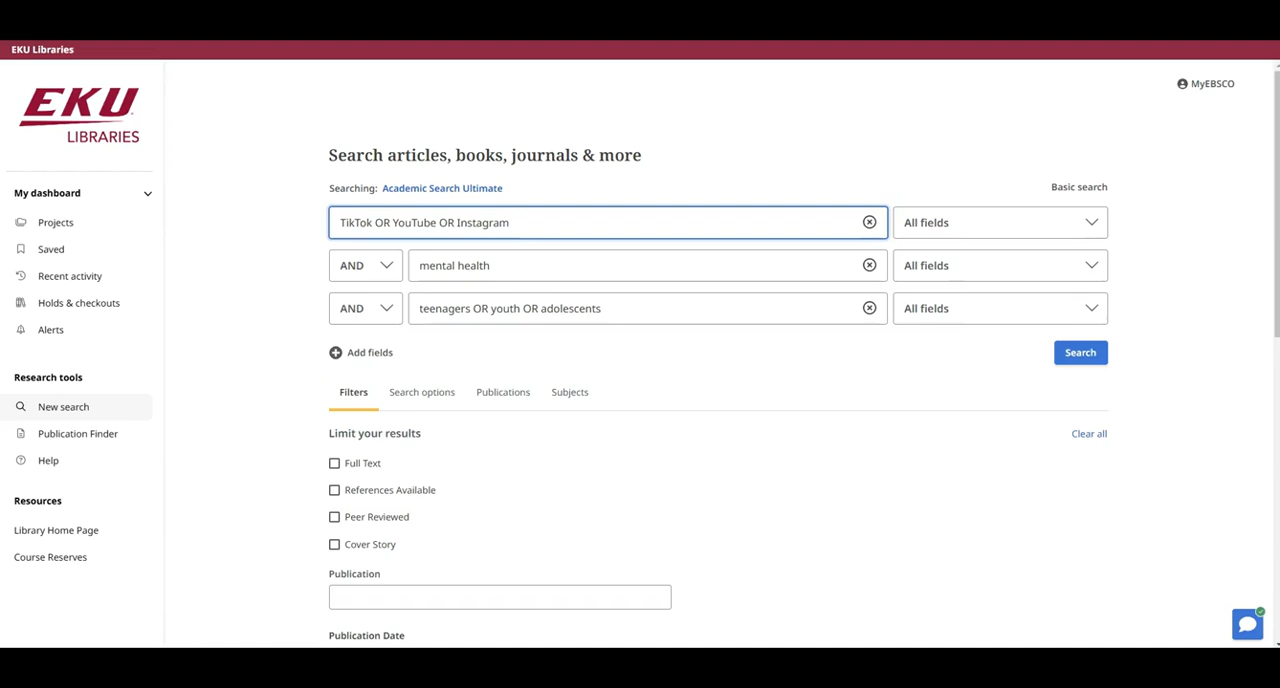 EKU Libraries
EKU
LIBRARIES
My dashboard
Projects
Saved
Recent activity
Holds & checkouts
Alerts
Research tools
New search
Publication Finder
Help
Resources
Library Home Page
Course Reserves
MyEBSCO
Search articles, books, journals & more
Searching: Academic Search Ultimate
Basic search
TikTok OR YouTube OR Instagram
All fields
AND
mental health
All fields
AND
teenagers OR youth OR adolescents
All fields
Add fields
Search
Filters
Search options
Publications
Subjects
Limit your results
Clear all
Full Text
References Available
Peer Reviewed
Cover Story
Publication
Publication Date